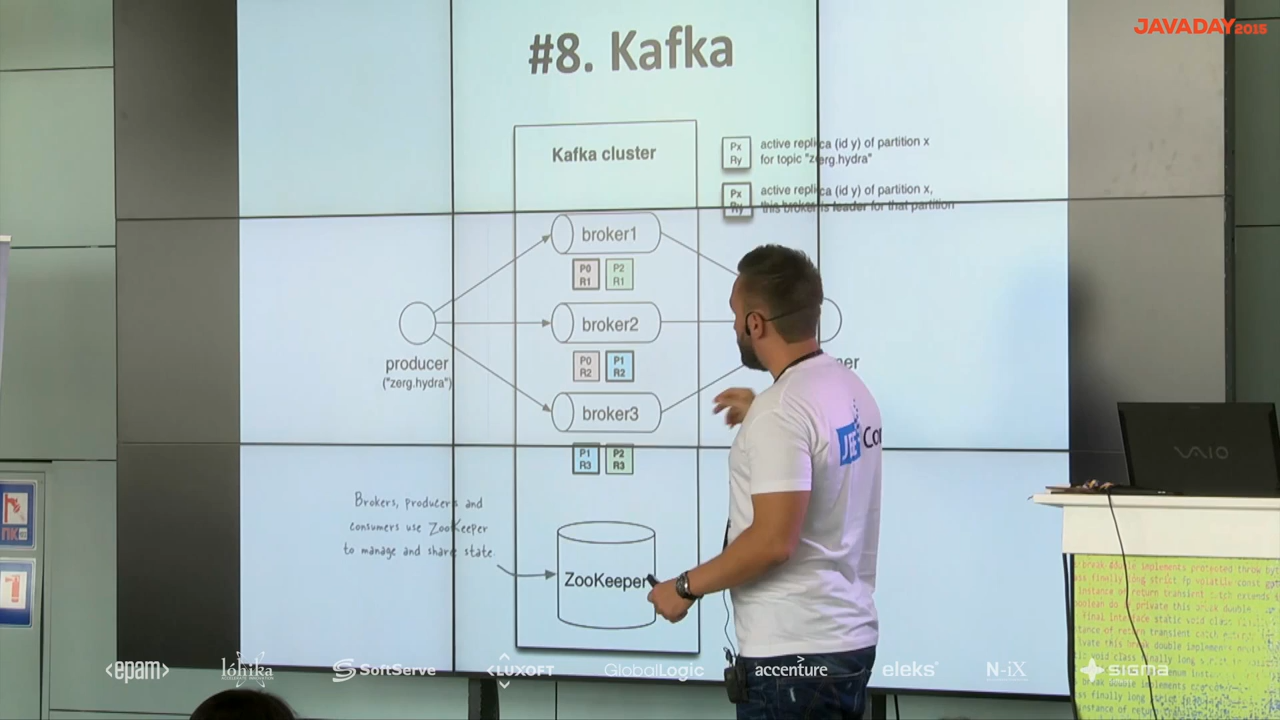 JAVADAY2015
#8. Kafka
Kafka cluster
Px
Ry
active replica (id y) of partition x
for topic "zerg.hydra"
Px
Ry
active replica (id y) of partition x,
this broker is leader for that partition
broker1
P0 P2
R1 R1
broker2
producer
("zerg.hydra")
P0 P1
R2 R2
broker3
P1 P2
R3 R3
Brokers, producers and
consumers use ZooKeeper
to manage and share state.
ZooKeeper
JEE
VAIO
ПК
<epam> lóhika SoftServe LUXOFT GlobalLogic accenture eleks N-iX sigma